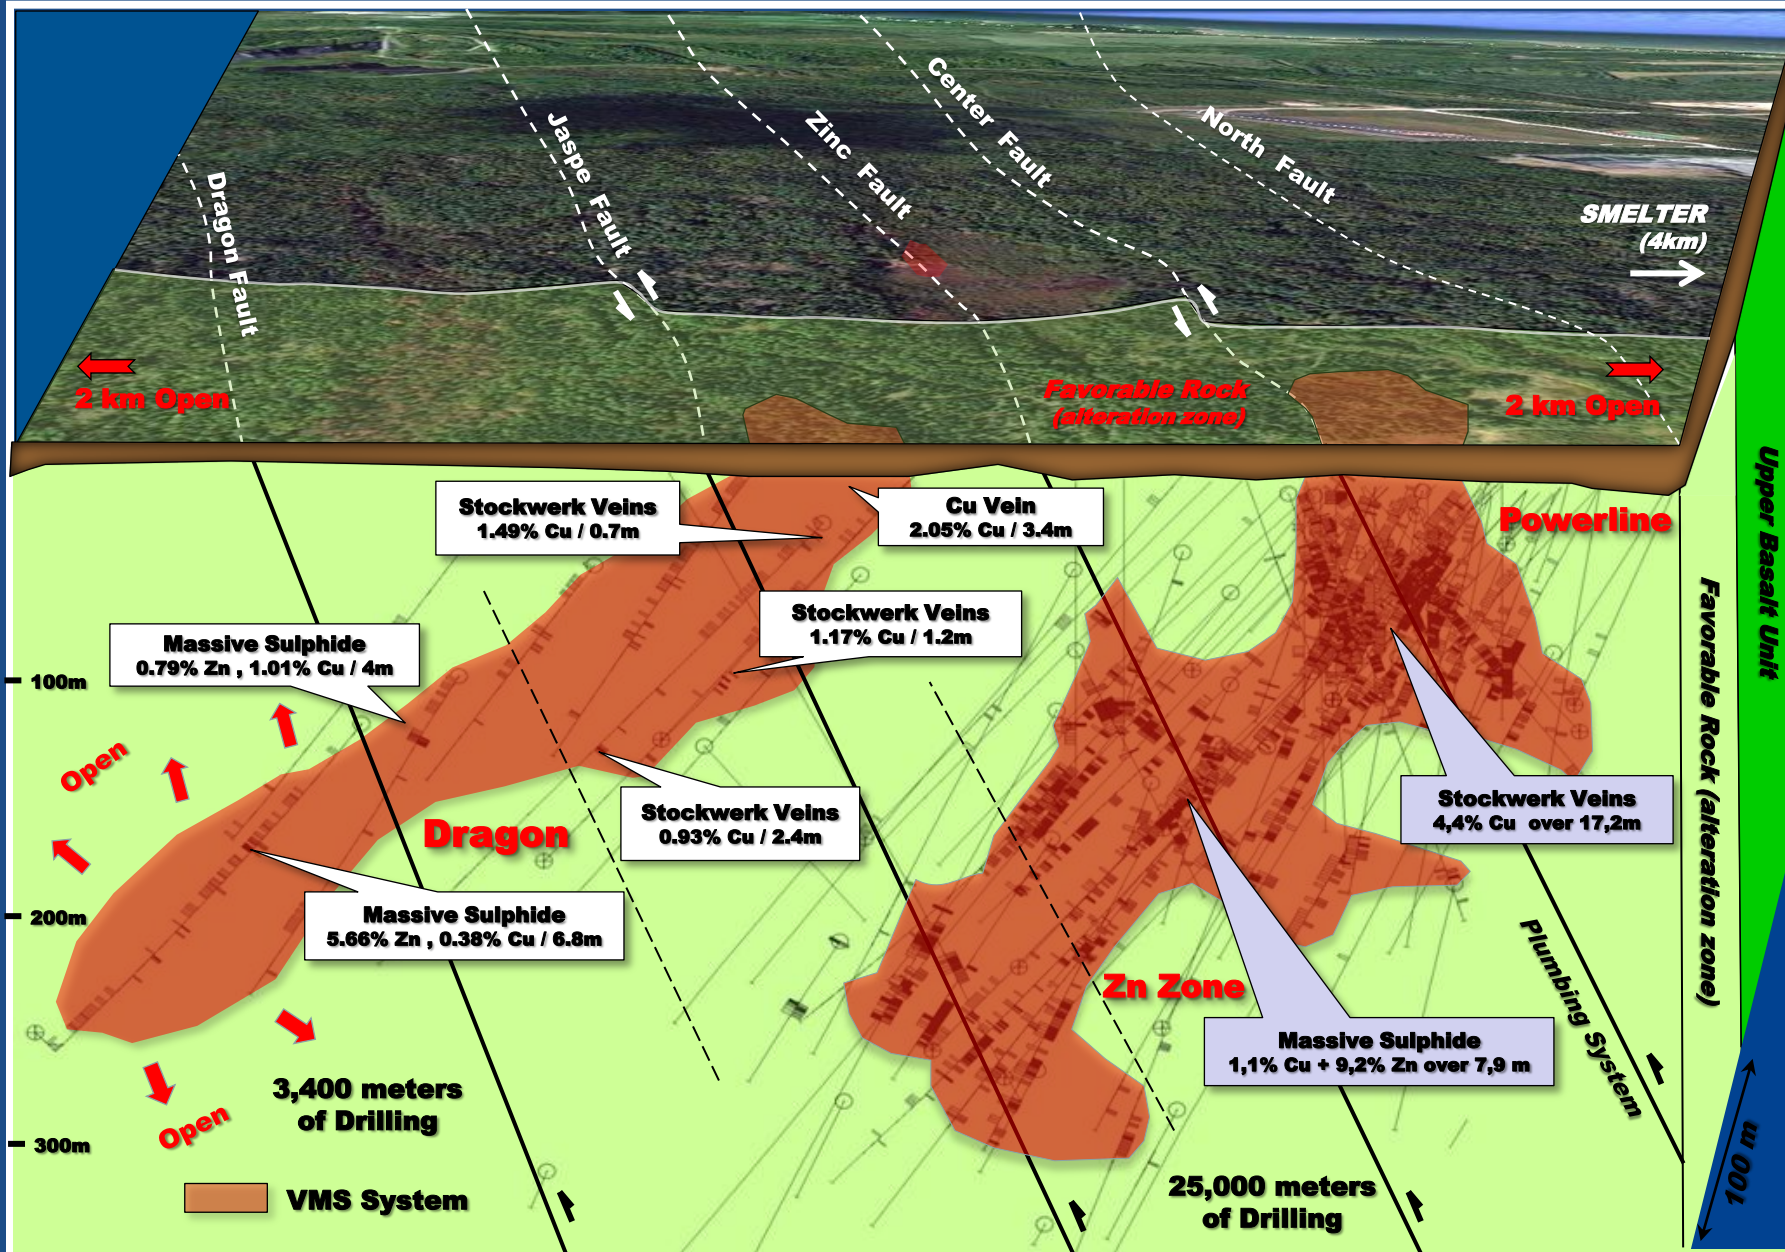 Dragon Fault
Jaspe Fault
Zinc Fault
Center Fault
North Fault
SMELTER
(4km)
2 km Open
Favorable Rock
(alteration zone)
2 km Open
Stockwerk Veins
1.49% Cu / 0.7m
Cu Vein
2.05% Cu / 3.4m
Powerline
Upper Basalt Unit
Favorable Rock (alteration zone)
Stockwerk Veins
1.17% Cu / 1.2m
Massive Sulphide
0.79% Zn , 1.01% Cu / 4m
100m
Open
Stockwerk Veins
0.93% Cu / 2.4m
Dragon
Stockwerk Veins
4,4% Cu over 17,2m
Massive Sulphide
5.66% Zn , 0.38% Cu / 6.8m
200m
Plumbing System
Zn Zone
Massive Sulphide
1,1% Cu + 9,2% Zn over 7,9 m
3,400 meters
of Drilling
Open
300m
100 m
VMS System
25,000 meters
of Drilling